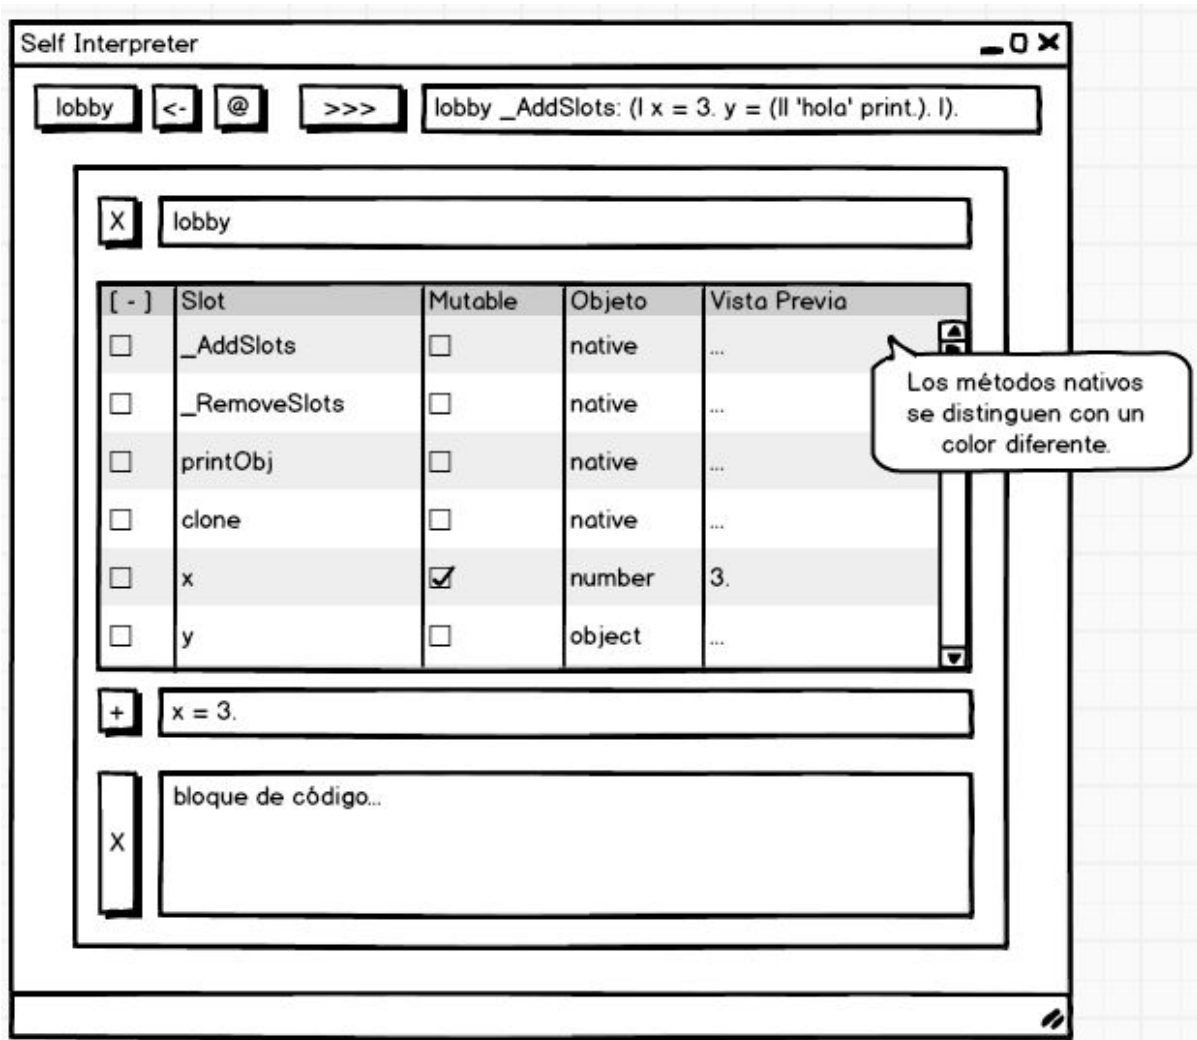 Self Interpreter
lobby <- @ >>> lobby _AddSlots: (| x = 3. y = (|| 'hola' print.). |).
X lobby
[ - ] Slot Mutable Objeto Vista Previa
_AddSlots native ...
_RemoveSlots native ...
printObj native ...
clone native ...
x number 3.
y object ...
Los métodos nativos
se distinguen con un
color diferente.
+ x = 3.
bloque de código...
X